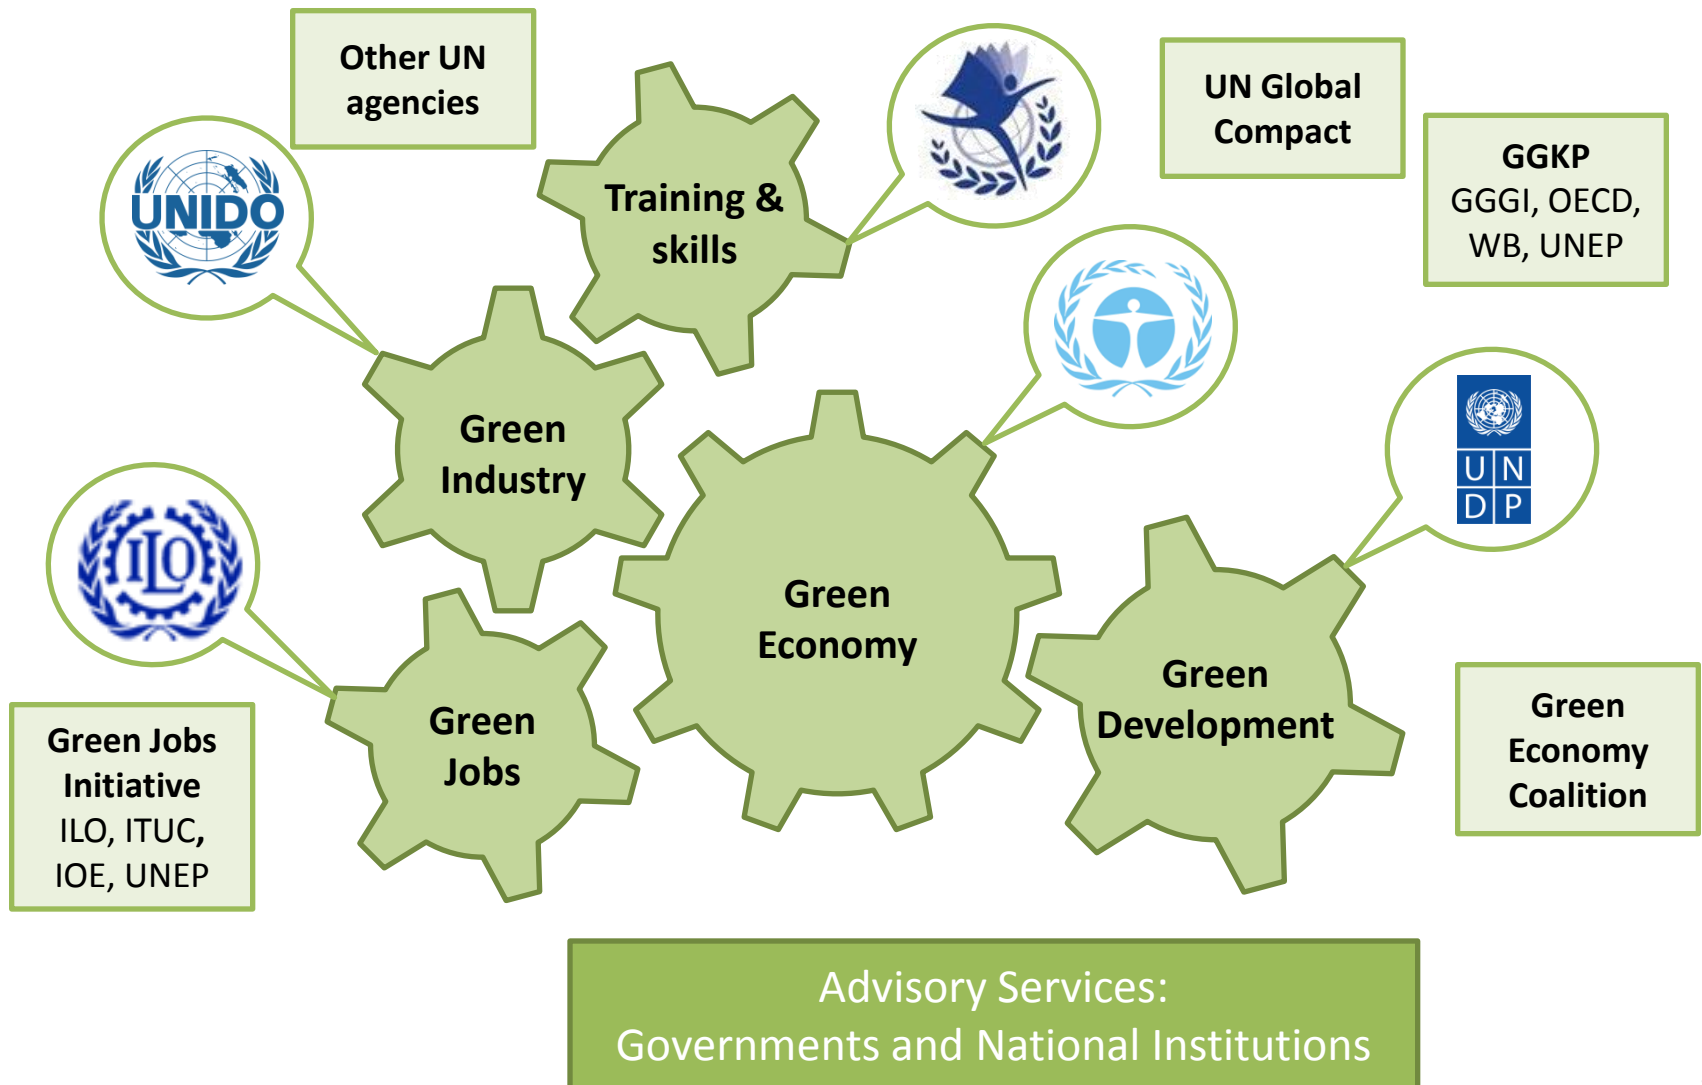 Other UN
agencies
UN Global
Compact
GGKP
GGGI, OECD,
WB, UNEP
UNIDO
Training &
skills
Green
Industry
UN
DP
ILO
Green
Economy
Green
Development
Green
Jobs
Green Jobs
Initiative
ILO, ITUC,
IOE, UNEP
Green
Economy
Coalition
Advisory Services:
Governments and National Institutions